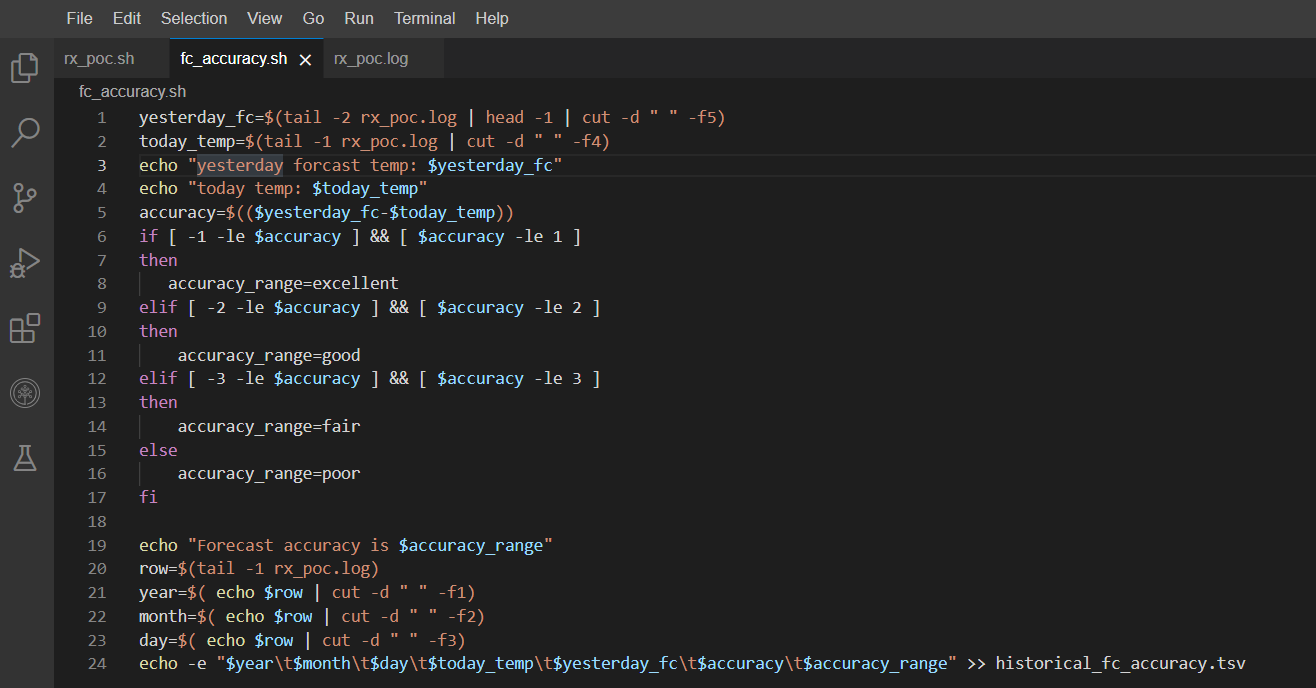 File Edit Selection View Go Run Terminal Help
rx_poc.sh fc_accuracy.sh × rx_poc.log
fc_accuracy.sh
1 yesterday_fc=$(tail -2 rx_poc.log | head -1 | cut -d " " -f5)
2 today_temp=$(tail -1 rx_poc.log | cut -d " " -f4)
3 echo "yesterday forcast temp: $yesterday_fc"
4 echo "today temp: $today_temp"
5 accuracy=$(($yesterday_fc-$today_temp))
6 if [ -1 -le $accuracy ] && [ $accuracy -le 1 ]
7 then
8    accuracy_range=excellent
9 elif [ -2 -le $accuracy ] && [ $accuracy -le 2 ]
10 then
11     accuracy_range=good
12 elif [ -3 -le $accuracy ] && [ $accuracy -le 3 ]
13 then
14     accuracy_range=fair
15 else
16     accuracy_range=poor
17 fi
18
19 echo "Forecast accuracy is $accuracy_range"
20 row=$(tail -1 rx_poc.log)
21 year=$( echo $row | cut -d " " -f1)
22 month=$( echo $row | cut -d " " -f2)
23 day=$( echo $row | cut -d " " -f3)
24 echo -e "$year\t$month\t$day\t$today_temp\t$yesterday_fc\t$accuracy\t$accuracy_range" >> historical_fc_accuracy.tsv